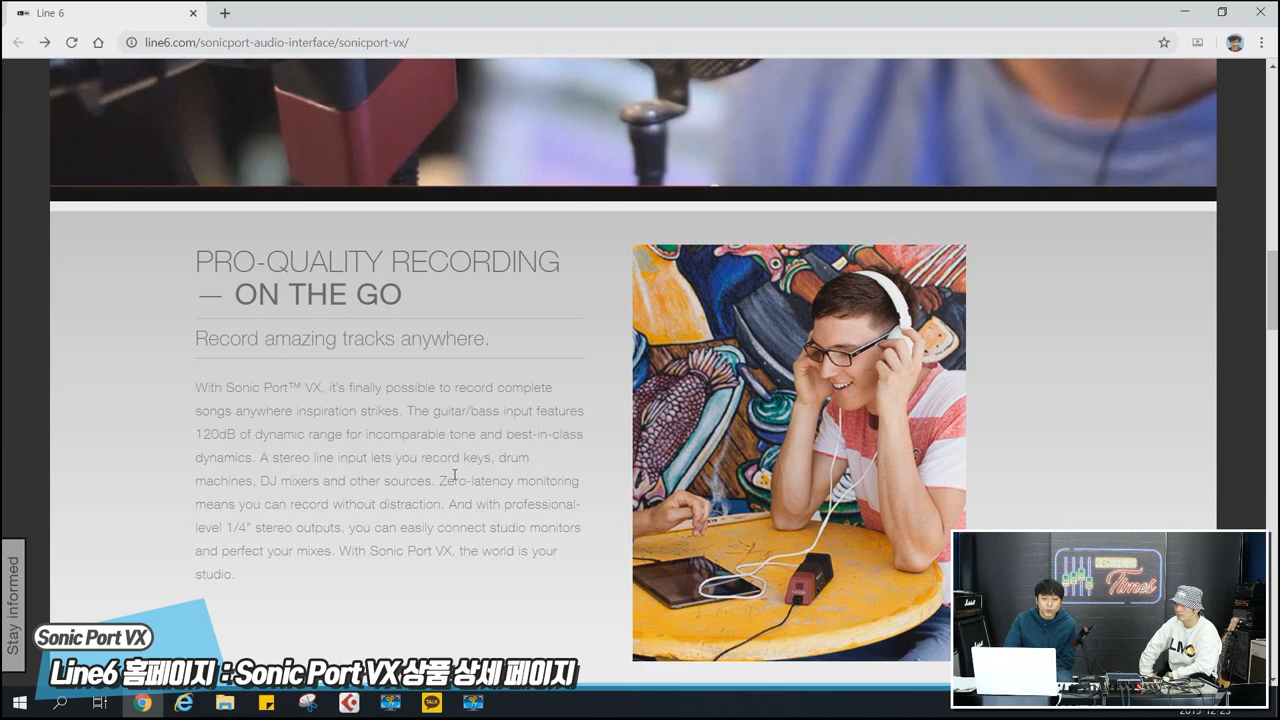 Line 6
line6.com/sonicport-audio-interface/sonicport-vx/
PRO-QUALITY RECORDING
— ON THE GO
Record amazing tracks anywhere.
With Sonic Port™ VX, it's finally possible to record complete
songs anywhere inspiration strikes. The guitar/bass input features
120dB of dynamic range for incomparable tone and best-in-class
dynamics. A stereo line input lets you record keys, drum
machines, DJ mixers and other sources. Zero-latency monitoring
means you can record without distraction. And with professional-
level 1/4" stereo outputs, you can easily connect studio monitors
and perfect your mixes. With Sonic Port VX, the world is your
studio.
Stay informed
Times
Sonic Port VX
Line6 홈페이지 : Sonic Port VX 상품 상세 페이지
TALK